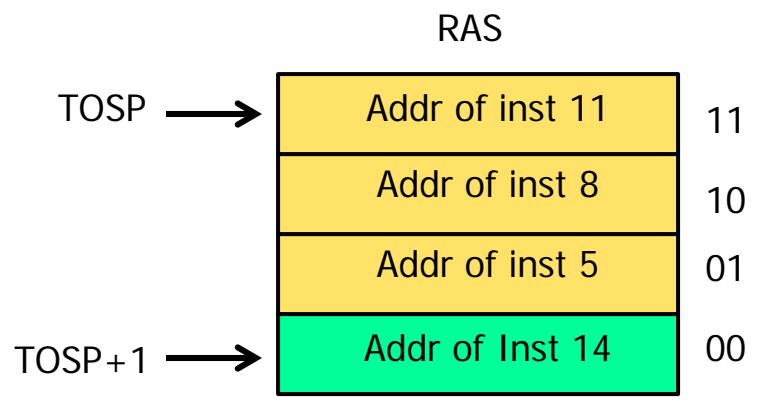 RAS
TOSP Addr of inst 11 11
Addr of inst 8 10
Addr of inst 5 01
TOSP+1 Addr of Inst 14 00